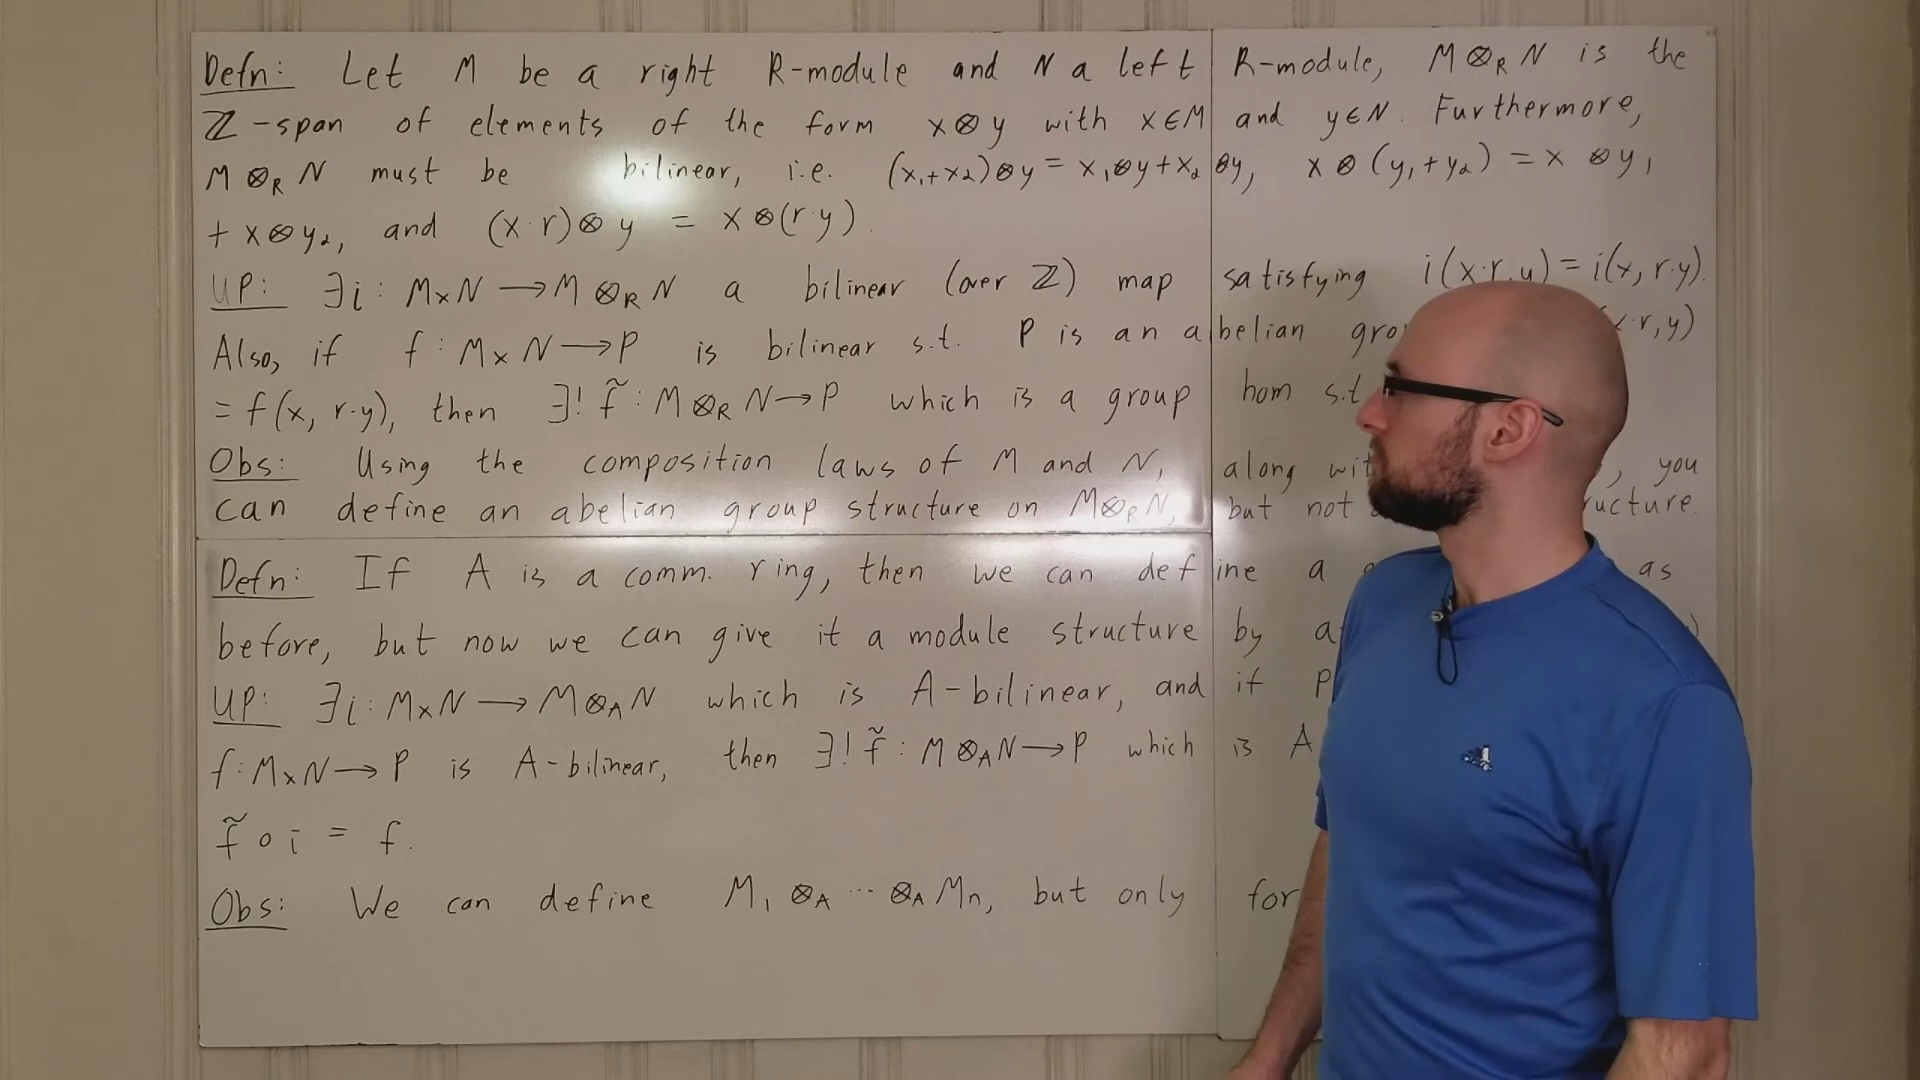 Defn: Let M be a right R-module and N a left R-module, M ⊗_R N is the
ℤ-span of elements of the form x⊗y with x∈M and y∈N. Furthermore,
M ⊗_R N must be bilinear, i.e. (x₁+x₂)⊗y = x₁⊗y + x₂⊗y, x⊗(y₁+y₂) = x⊗y₁
+ x⊗y₂, and (x·r)⊗y = x⊗(r·y).
UP: ∃i: M×N → M ⊗_R N a bilinear (over ℤ) map satisfying i(x·r,y) = i(x, r·y).
Also, if f: M×N → P is bilinear s.t. P is an abelian r,y)
= f(x, r·y), then ∃! f̃: M ⊗_R N → P which is a group hom s.t.
Obs: Using the composition laws of M and N, along you
can define an abelian group structure on M⊗_R N, but not
Defn: If A is a comm. ring, then we can define a as
before, but now we can give it a module structure by
UP: ∃i: M×N → M⊗_A N which is A-bilinear, and if P
f: M×N → P is A-bilinear, then ∃! f̃: M ⊗_A N → P which is A
f̃ ∘ i = f.
Obs: We can define M₁ ⊗_A ⋯ ⊗_A Mn, but only for